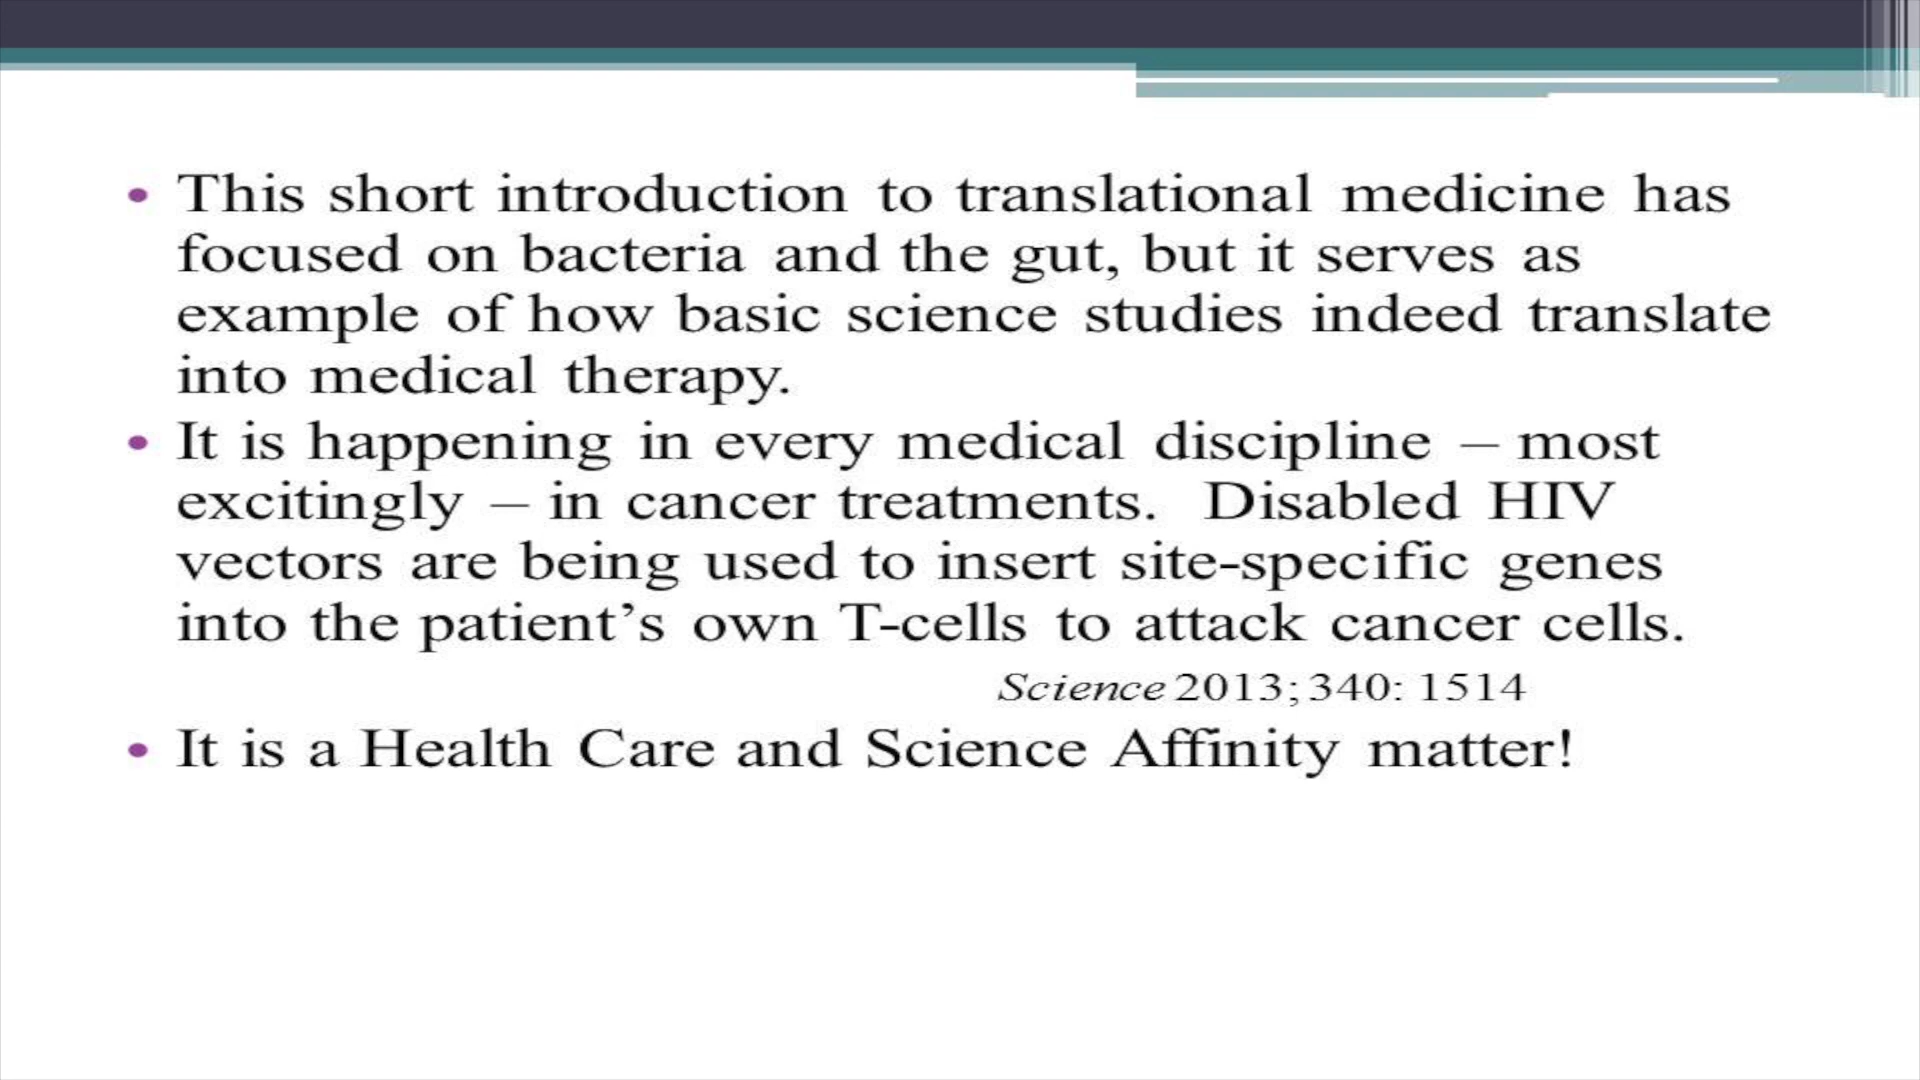 • This short introduction to translational medicine has
focused on bacteria and the gut, but it serves as
example of how basic science studies indeed translate
into medical therapy.
• It is happening in every medical discipline – most
excitingly – in cancer treatments. Disabled HIV
vectors are being used to insert site-specific genes
into the patient’s own T-cells to attack cancer cells.
Science 2013; 340: 1514
• It is a Health Care and Science Affinity matter!